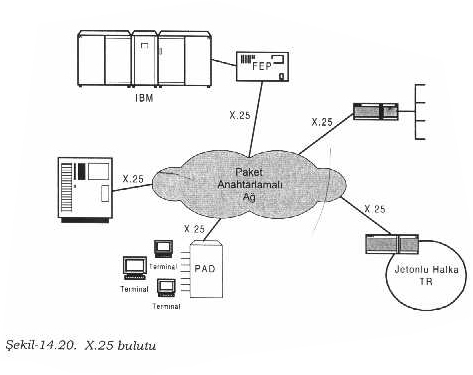 IBM
FEP
X.25
X.25
X.25
Paket
Anahtarlamalı
Ağ
X.25
X.25
PAD
Terminal
Terminal
Terminal
Jetonlu Halka
TR
Şekil-14.20. X.25 bulutu